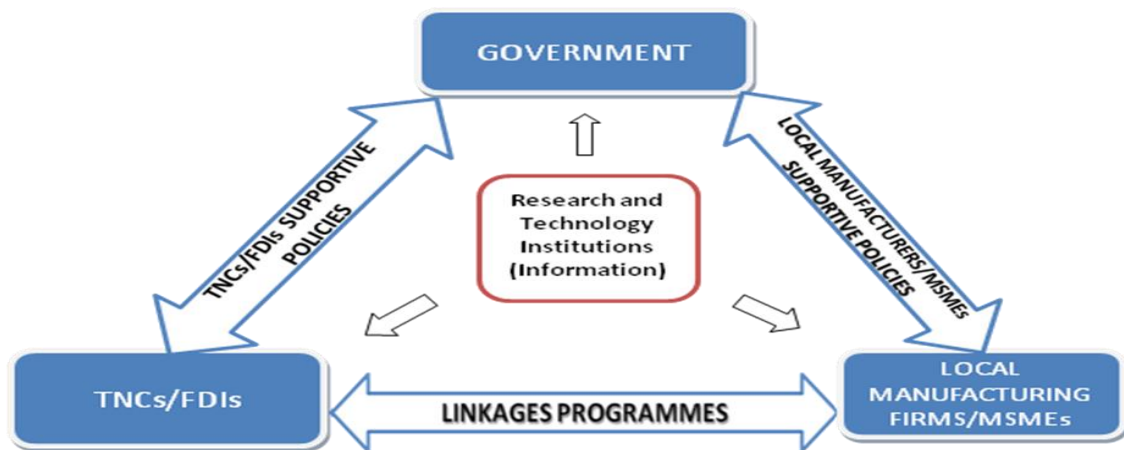 GOVERNMENT
TNCs/FDIs SUPPORTIVE
POLICIES
LOCAL MANUFACTURERS/MSMEs
SUPPORTIVE POLICIES
Research and
Technology
Institutions
(Information)
TNCs/FDIs
LINKAGES PROGRAMMES
LOCAL
MANUFACTURING
FIRMS/MSMEs